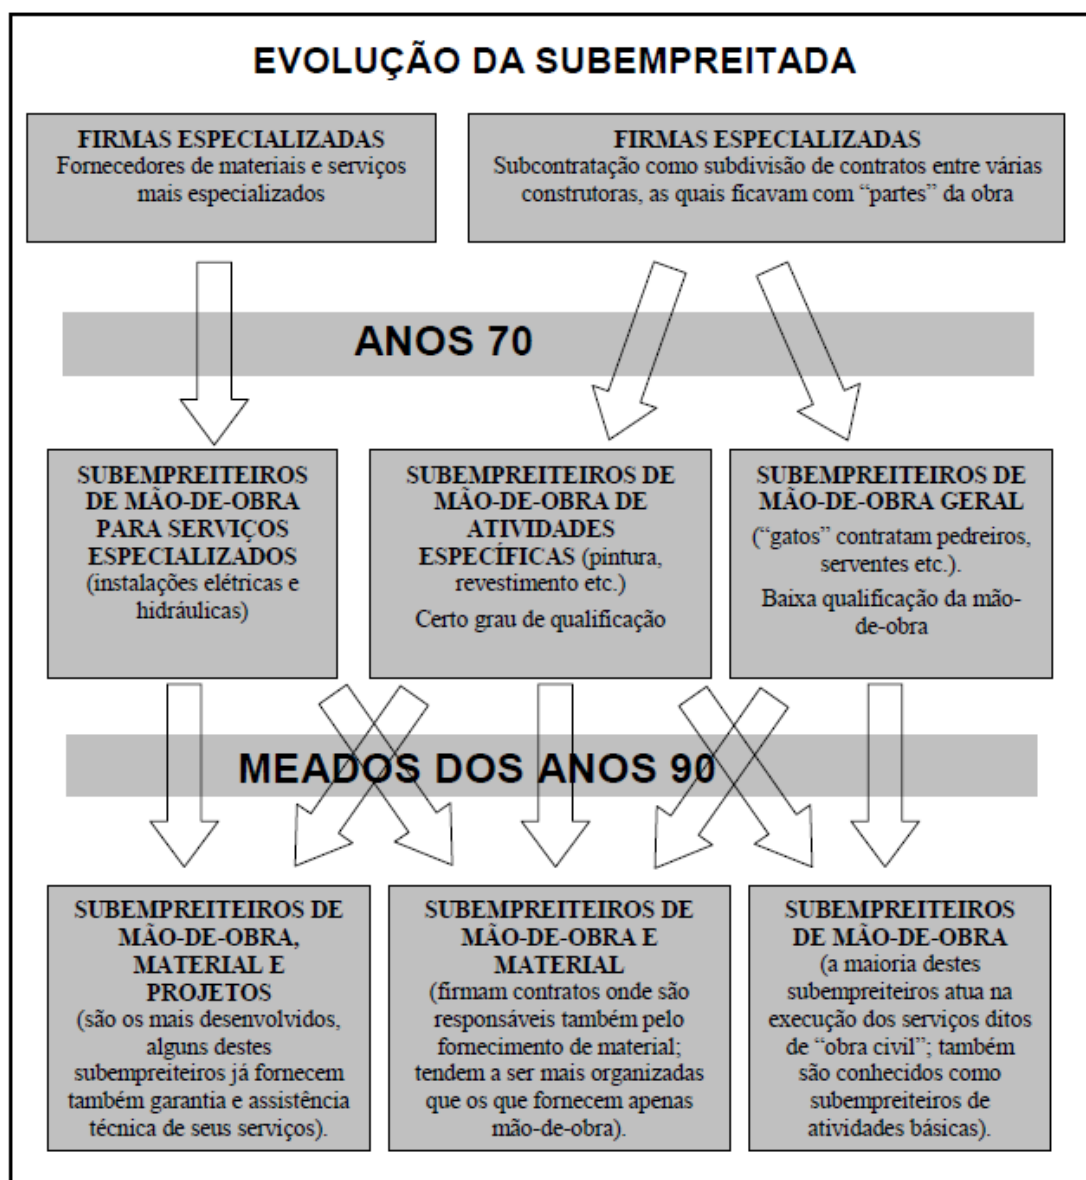 EVOLUÇÃO DA SUBEMPREITADA
FIRMAS ESPECIALIZADAS
Fornecedores de materiais e serviços
mais especializados
FIRMAS ESPECIALIZADAS
Subcontratação como subdivisão de contratos entre várias
construtoras, as quais ficavam com “partes” da obra
ANOS 70
SUBEMPREITEIROS
DE MÃO-DE-OBRA
PARA SERVIÇOS
ESPECIALIZADOS
(instalações elétricas e
hidráulicas)
SUBEMPREITEIROS DE
MÃO-DE-OBRA DE
ATIVIDADES
ESPECÍFICAS (pintura,
revestimento etc.)
Certo grau de qualificação
SUBEMPREITEIROS DE
MÃO-DE-OBRA GERAL
(“gatos” contratam pedreiros,
serventes etc.).
Baixa qualificação da mão-
de-obra
MEADOS DOS ANOS 90
SUBEMPREITEIROS DE
MÃO-DE-OBRA,
MATERIAL E
PROJETOS
(são os mais desenvolvidos,
alguns destes
subempreiteiros já fornecem
também garantia e assistência
técnica de seus serviços).
SUBEMPREITEIROS DE
MÃO-DE-OBRA E
MATERIAL
(firmam contratos onde são
responsáveis também pelo
fornecimento de material;
tendem a ser mais organizadas
que os que fornecem apenas
mão-de-obra).
SUBEMPREITEIROS
DE MÃO-DE-OBRA
(a maioria destes
subempreiteiros atua na
execução dos serviços ditos
de “obra civil”; também
são conhecidos como
subempreiteiros de
atividades básicas).